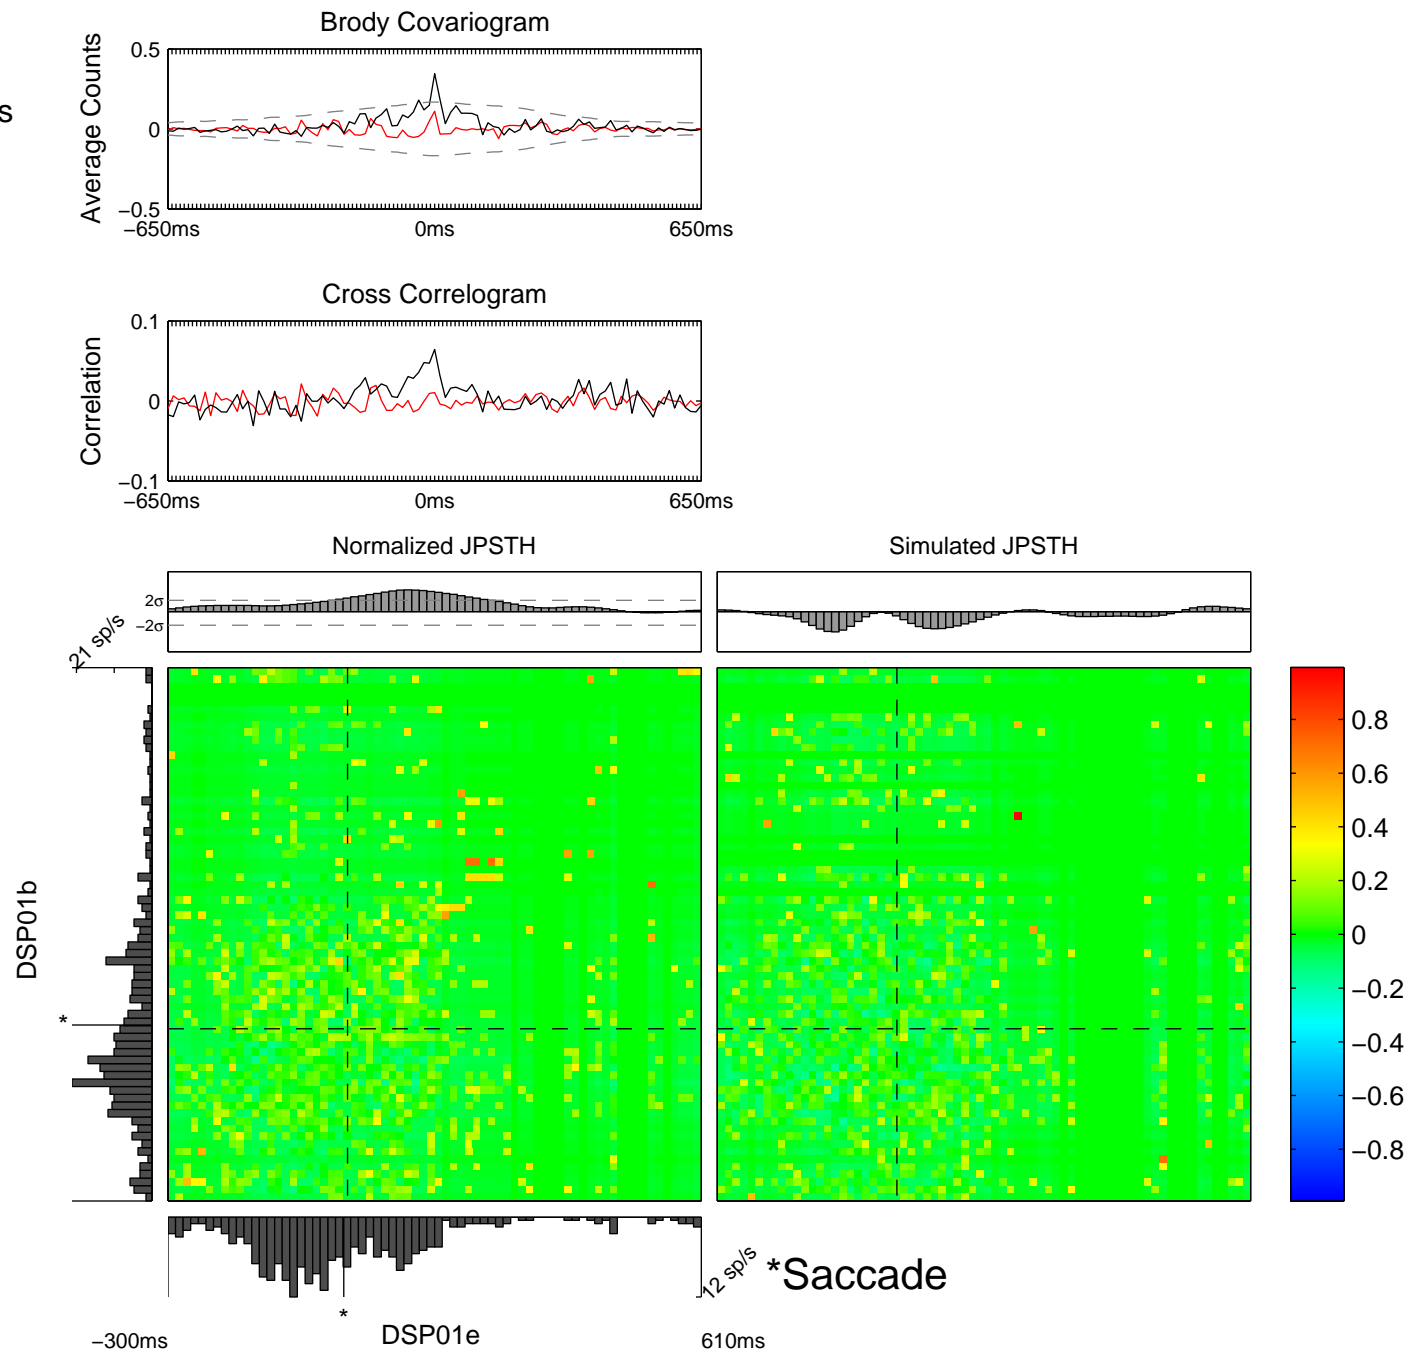 Brody Covariogram
s
Average Counts
0.5
0
−0.5
−650ms
0ms
650ms
Cross Correlogram
Correlation
0.1
0
−0.1
−650ms
0ms
650ms
Normalized JPSTH
Simulated JPSTH
2σ
−2σ
21 sp/s
DSP01b
*
0.8
0.6
0.4
0.2
0
−0.2
−0.4
−0.6
−0.8
12 sp/s
*Saccade
*
−300ms
DSP01e
610ms